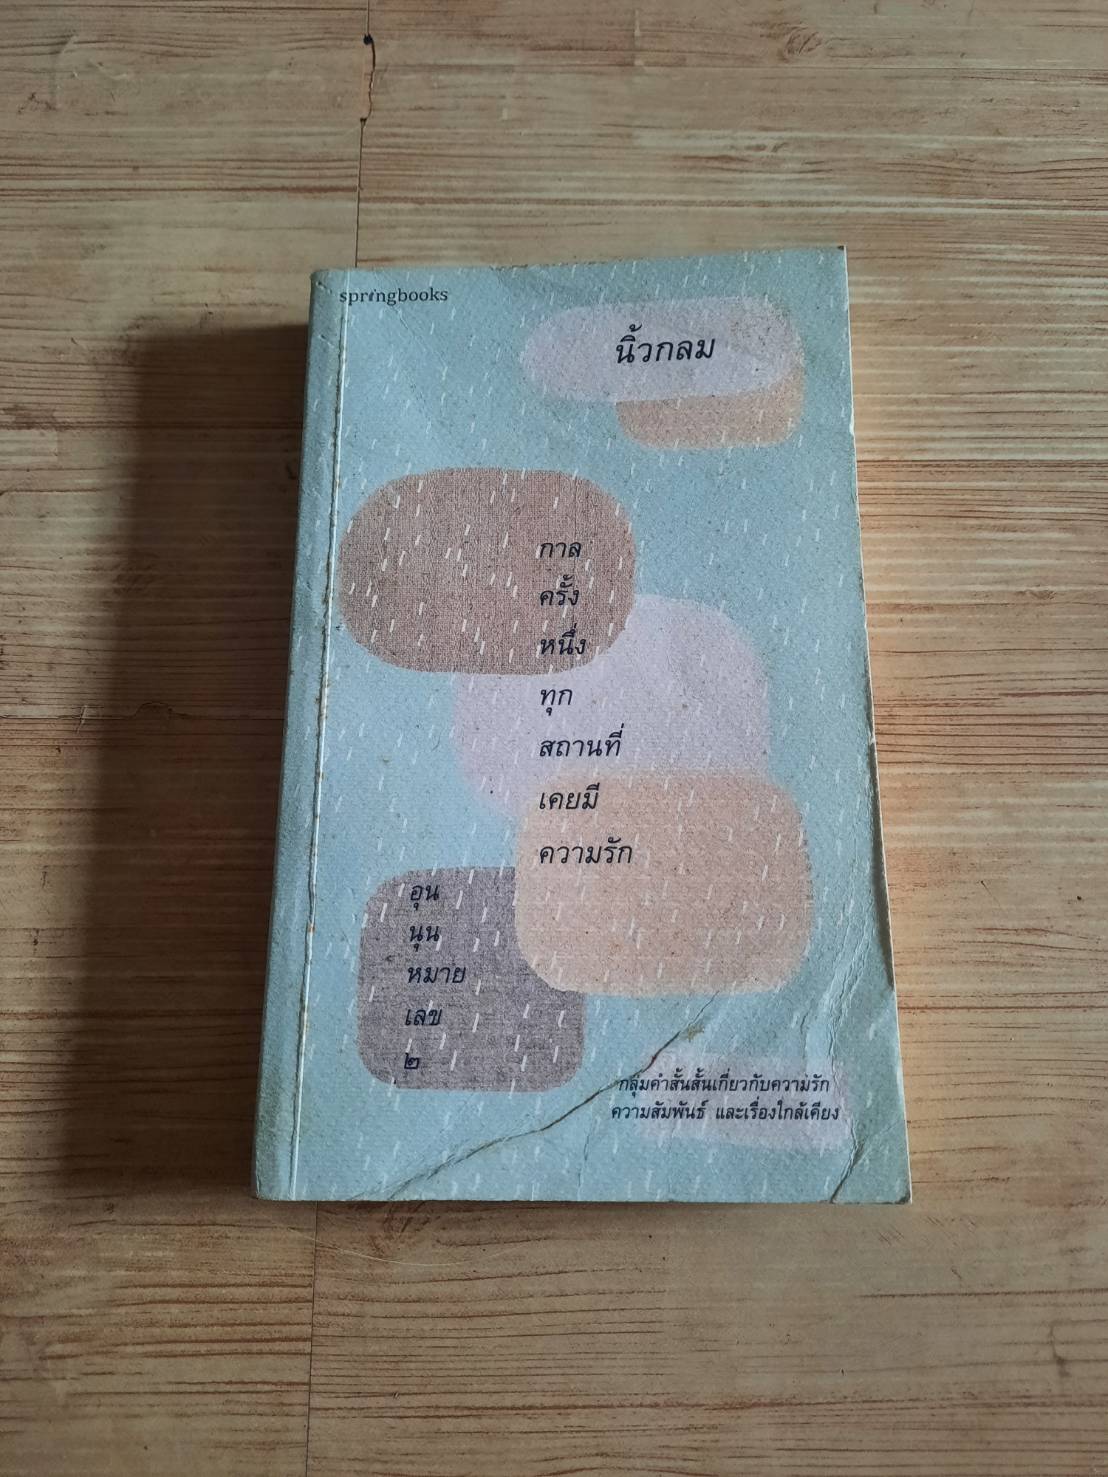 springbooks
นิ้วกลม
กาล
ครั้ง
หนึ่ง
ทุก
สถานที่
เคยมี
ความรัก
อุน
นุน
หมาย
เลข
๒
กลุ่มคำสั้นสั้นเกี่ยวกับความรัก
ความสัมพันธ์ และเรื่องใกล้เคียง